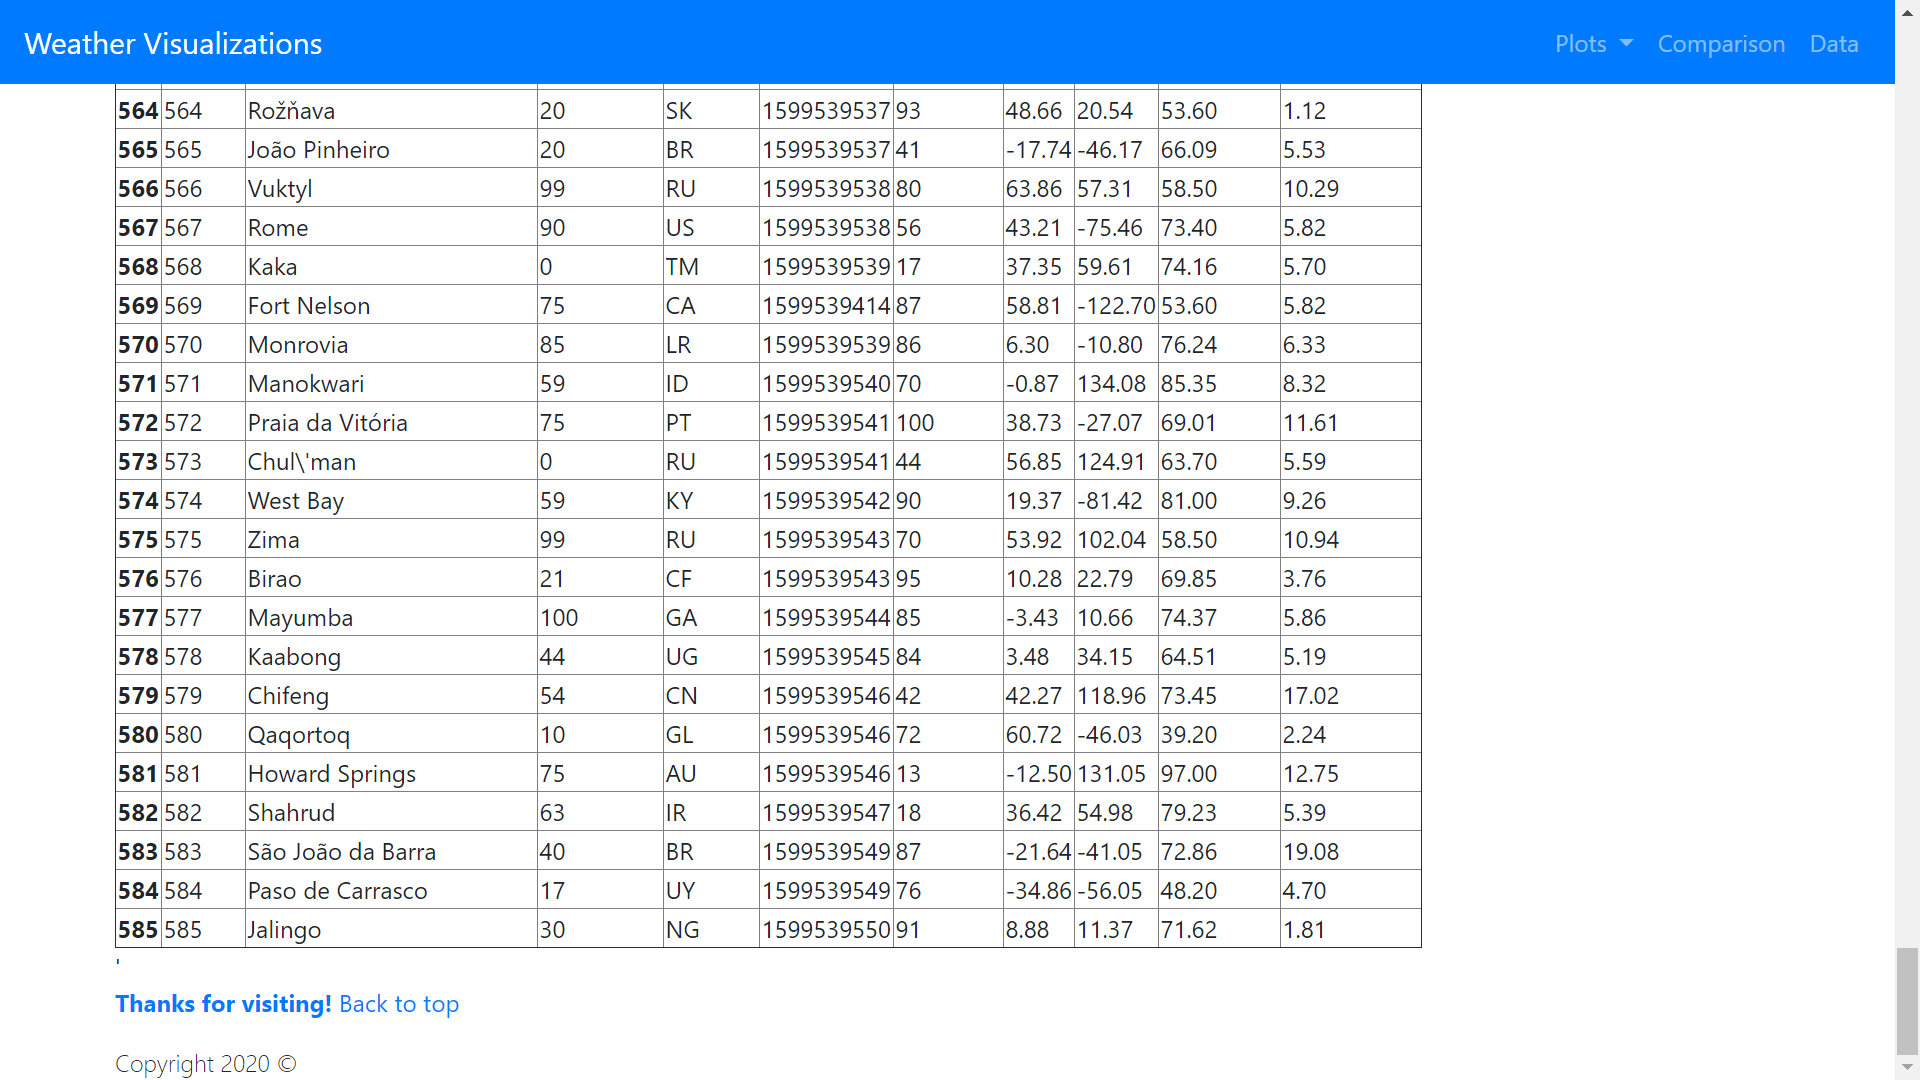 Weather Visualizations Plots Comparison Data
564 564 Rožňava 20 SK 1599539537 93 48.66 20.54 53.60 1.12
565 565 João Pinheiro 20 BR 1599539537 41 -17.74 -46.17 66.09 5.53
566 566 Vuktyl 99 RU 1599539538 80 63.86 57.31 58.50 10.29
567 567 Rome 90 US 1599539538 56 43.21 -75.46 73.40 5.82
568 568 Kaka 0 TM 1599539539 17 37.35 59.61 74.16 5.70
569 569 Fort Nelson 75 CA 1599539414 87 58.81 -122.70 53.60 5.82
570 570 Monrovia 85 LR 1599539539 86 6.30 -10.80 76.24 6.33
571 571 Manokwari 59 ID 1599539540 70 -0.87 134.08 85.35 8.32
572 572 Praia da Vitória 75 PT 1599539541 100 38.73 -27.07 69.01 11.61
573 573 Chul\'man 0 RU 1599539541 44 56.85 124.91 63.70 5.59
574 574 West Bay 59 KY 1599539542 90 19.37 -81.42 81.00 9.26
575 575 Zima 99 RU 1599539543 70 53.92 102.04 58.50 10.94
576 576 Birao 21 CF 1599539543 95 10.28 22.79 69.85 3.76
577 577 Mayumba 100 GA 1599539544 85 -3.43 10.66 74.37 5.86
578 578 Kaabong 44 UG 1599539545 84 3.48 34.15 64.51 5.19
579 579 Chifeng 54 CN 1599539546 42 42.27 118.96 73.45 17.02
580 580 Qaqortoq 10 GL 1599539546 72 60.72 -46.03 39.20 2.24
581 581 Howard Springs 75 AU 1599539546 13 -12.50 131.05 97.00 12.75
582 582 Shahrud 63 IR 1599539547 18 36.42 54.98 79.23 5.39
583 583 São João da Barra 40 BR 1599539549 87 -21.64 -41.05 72.86 19.08
584 584 Paso de Carrasco 17 UY 1599539549 76 -34.86 -56.05 48.20 4.70
585 585 Jalingo 30 NG 1599539550 91 8.88 11.37 71.62 1.81
'
Thanks for visiting! Back to top
Copyright 2020 ©